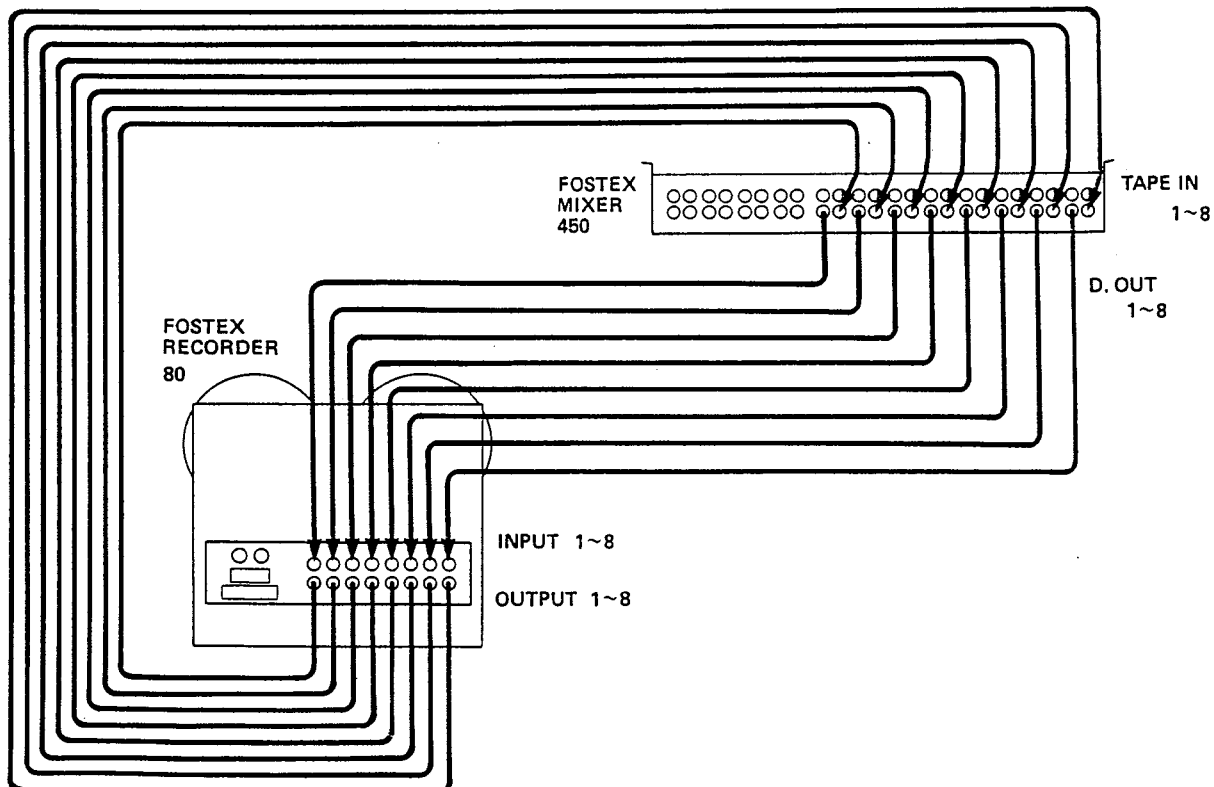 FOSTEX
MIXER
450
TAPE IN
1~8
D. OUT
1~8
FOSTEX
RECORDER
80
INPUT 1~8
OUTPUT 1~8